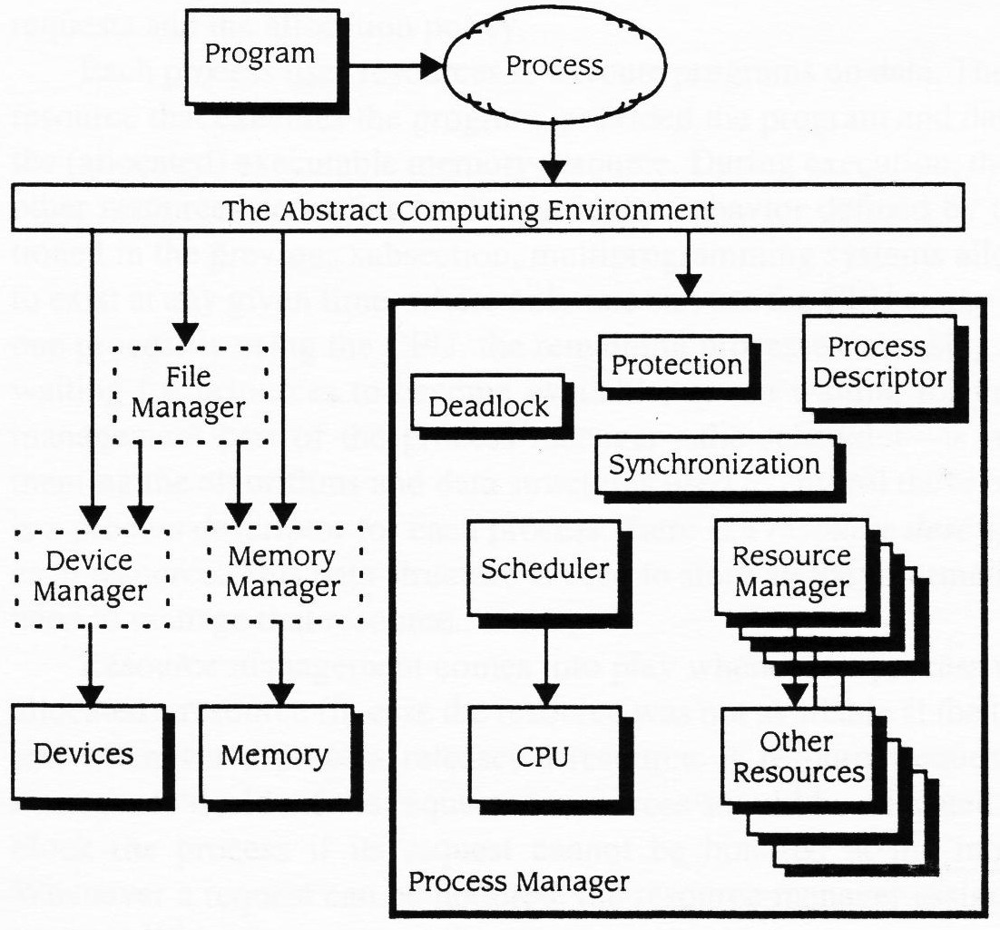 Program
Process
The Abstract Computing Environment
File
Manager
Protection
Process
Descriptor
Deadlock
Synchronization
Device
Manager
Memory
Manager
Scheduler
Resource
Manager
Devices
Memory
CPU
Other
Resources
Process Manager